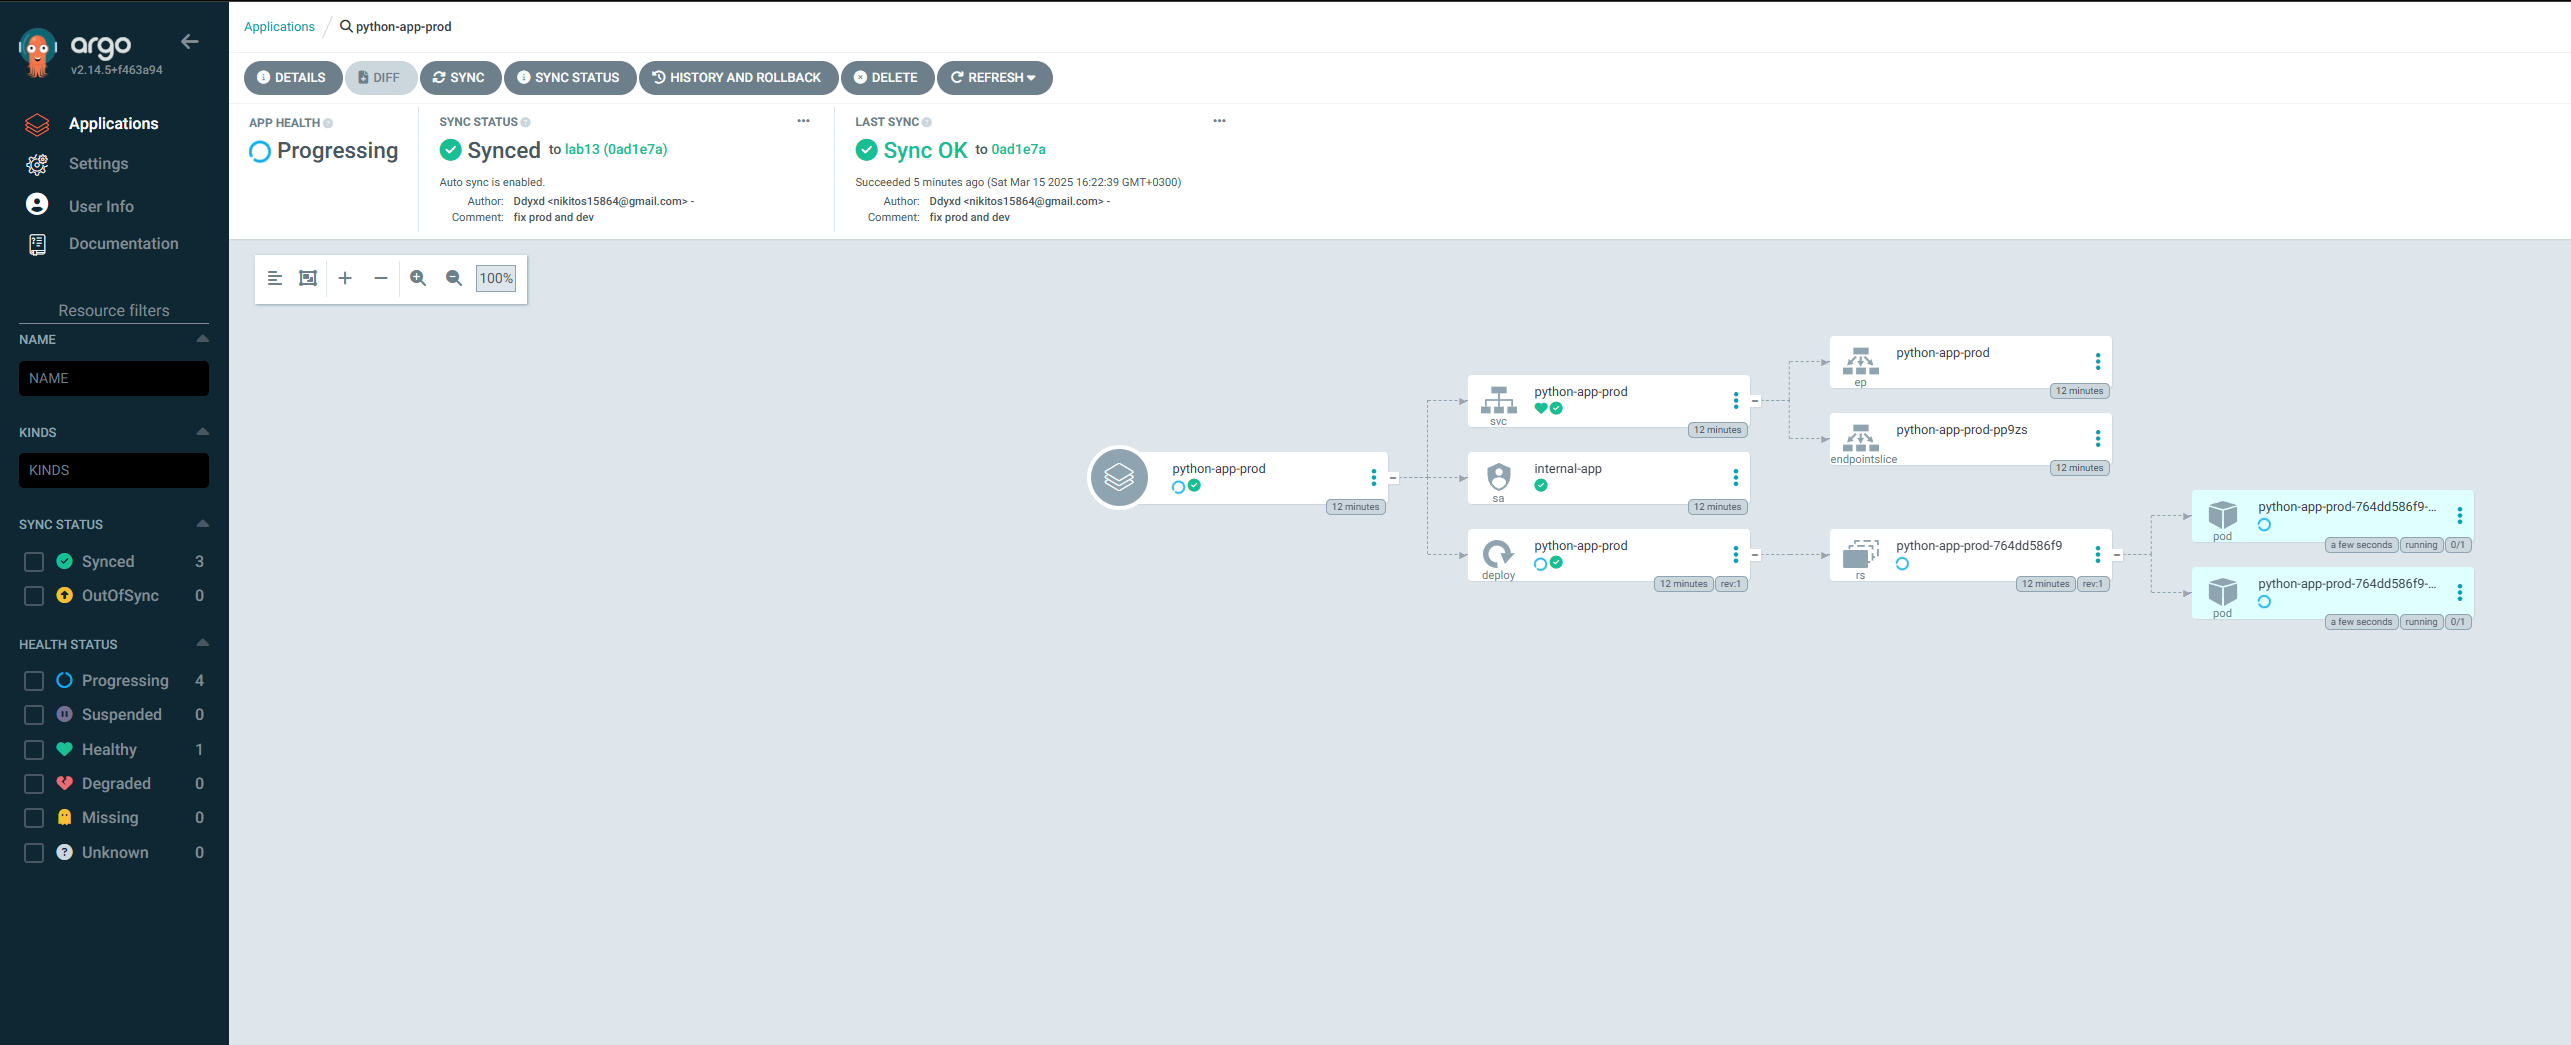 argo
v2.14.5+f463a94
Applications
Settings
User Info
Documentation
Resource filters
NAME
NAME
KINDS
KINDS
SYNC STATUS
Synced 3
OutOfSync 0
HEALTH STATUS
Progressing 4
Suspended 0
Healthy 1
Degraded 0
Missing 0
Unknown 0
Applications / python-app-prod
DETAILS DIFF SYNC SYNC STATUS HISTORY AND ROLLBACK DELETE REFRESH
APP HEALTH
Progressing
SYNC STATUS
Synced to lab13 (0ad1e7a)
Auto sync is enabled.
Author: Ddyxd <nikitos15864@gmail.com> -
Comment: fix prod and dev
LAST SYNC
Sync OK to 0ad1e7a
Succeeded 5 minutes ago (Sat Mar 15 2025 16:22:39 GMT+0300)
Author: Ddyxd <nikitos15864@gmail.com> -
Comment: fix prod and dev
100%
python-app-prod
12 minutes
python-app-prod
svc
12 minutes
internal-app
sa
12 minutes
python-app-prod
deploy
12 minutes rev:1
python-app-prod
ep
12 minutes
python-app-prod-pp9zs
endpointslice
12 minutes
python-app-prod-764dd586f9
rs
12 minutes rev:1
python-app-prod-764dd586f9-...
pod
a few seconds running 0/1
python-app-prod-764dd586f9-...
pod
a few seconds running 0/1